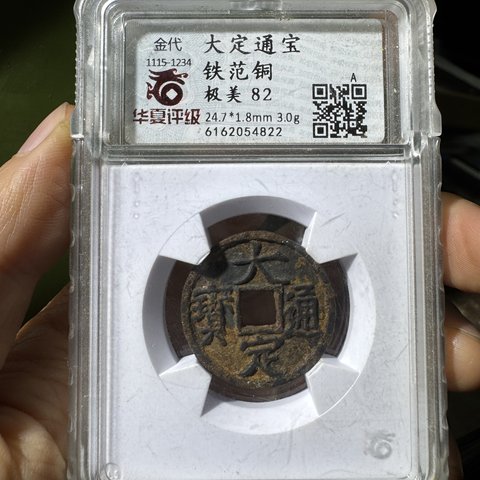 金代
1115-1234
华夏评级
大定通宝
铁范铜
极美 82
24.7*1.8mm 3.0g
6162054822
A
大
定
通
寳